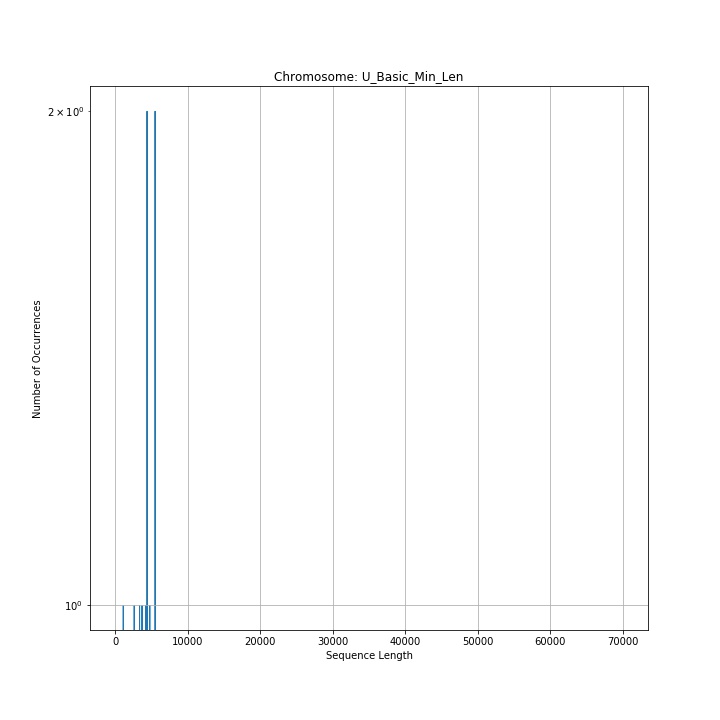 Chromosome: U_Basic_Min_Len
2 × 10⁰
Number of Occurrences
10⁰
0 10000 20000 30000 40000 50000 60000 70000
Sequence Length